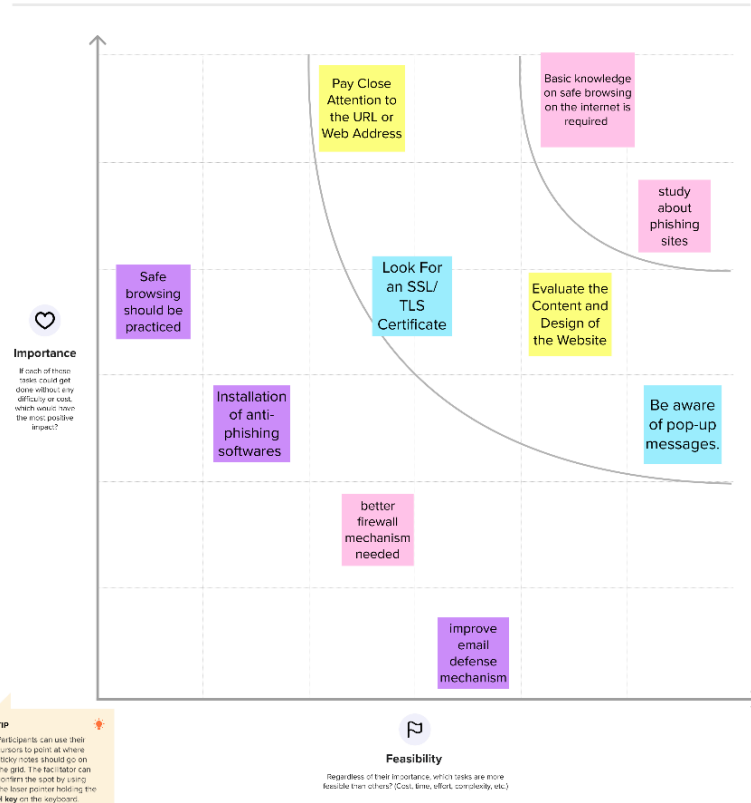 Pay Close
Attention to
the URL or
Web Address
Basic knowledge
on safe browsing
on the internet is
required
study
about
phishing
sites
Safe
browsing
should be
practiced
Look For
an SSL/
TLS
Certificate
Evaluate the
Content and
Design of
the Website
Importance
If each of these
tasks could get
done without any
difficulty or cost,
which would have
the most positive
impact?
Installation
of anti-
phishing
softwares
Be aware
of pop-up
messages.
better
firewall
mechanism
needed
improve
email
defense
mechanism
TIP
Participants can use their
cursors to point at where
sticky notes should go on
the grid. The facilitator can
confirm the spot by using
the laser pointer holding the
H key on the keyboard.
Feasibility
Regardless of their importance, which tasks are more
feasible than others? (Cost, time, effort, complexity, etc.)